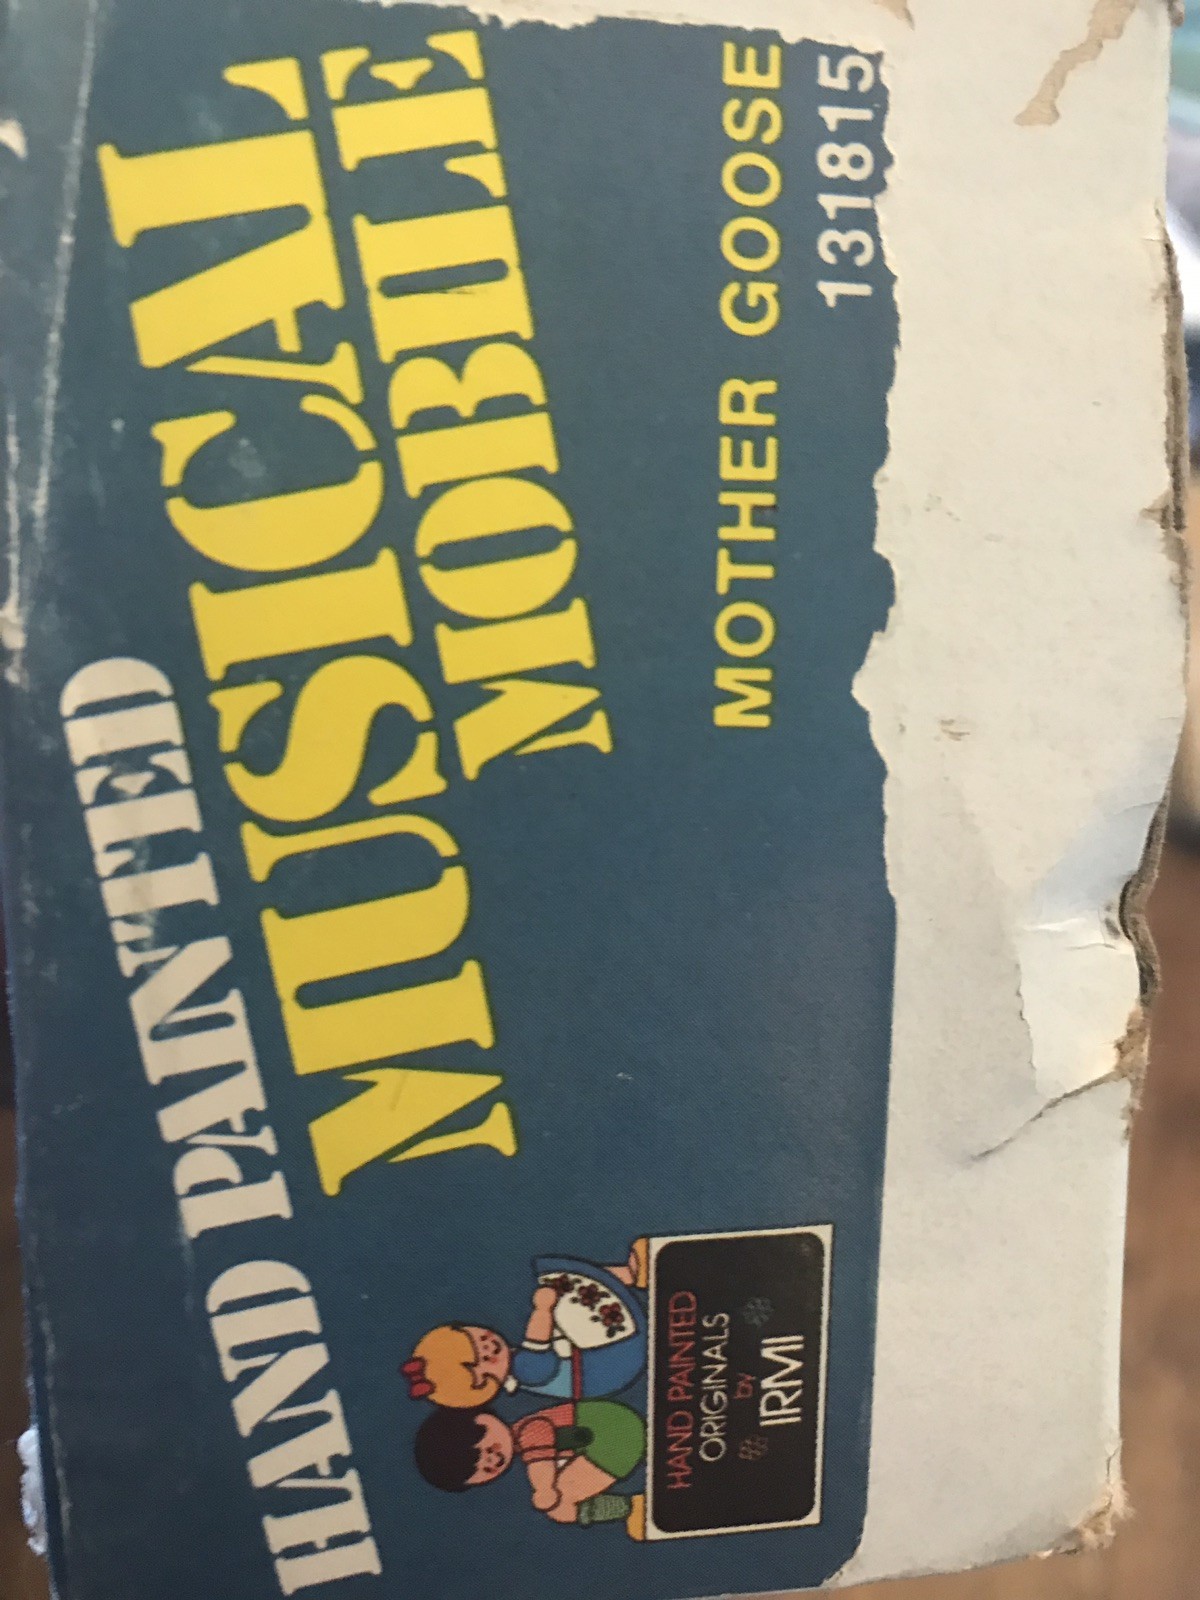 HAND PAINTED
MUSICAL
MOBILE
MOTHER GOOSE
131815
HAND PAINTED
ORIGINALS
by
IRMI